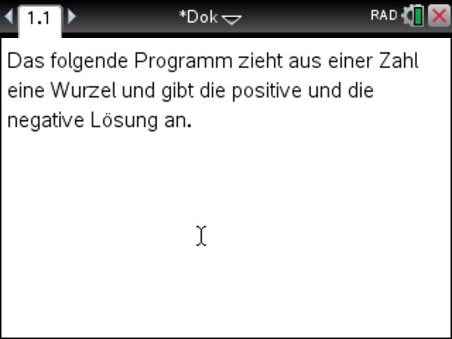 1.1
*Dok
RAD
Das folgende Programm zieht aus einer Zahl
eine Wurzel und gibt die positive und die
negative Lösung an.